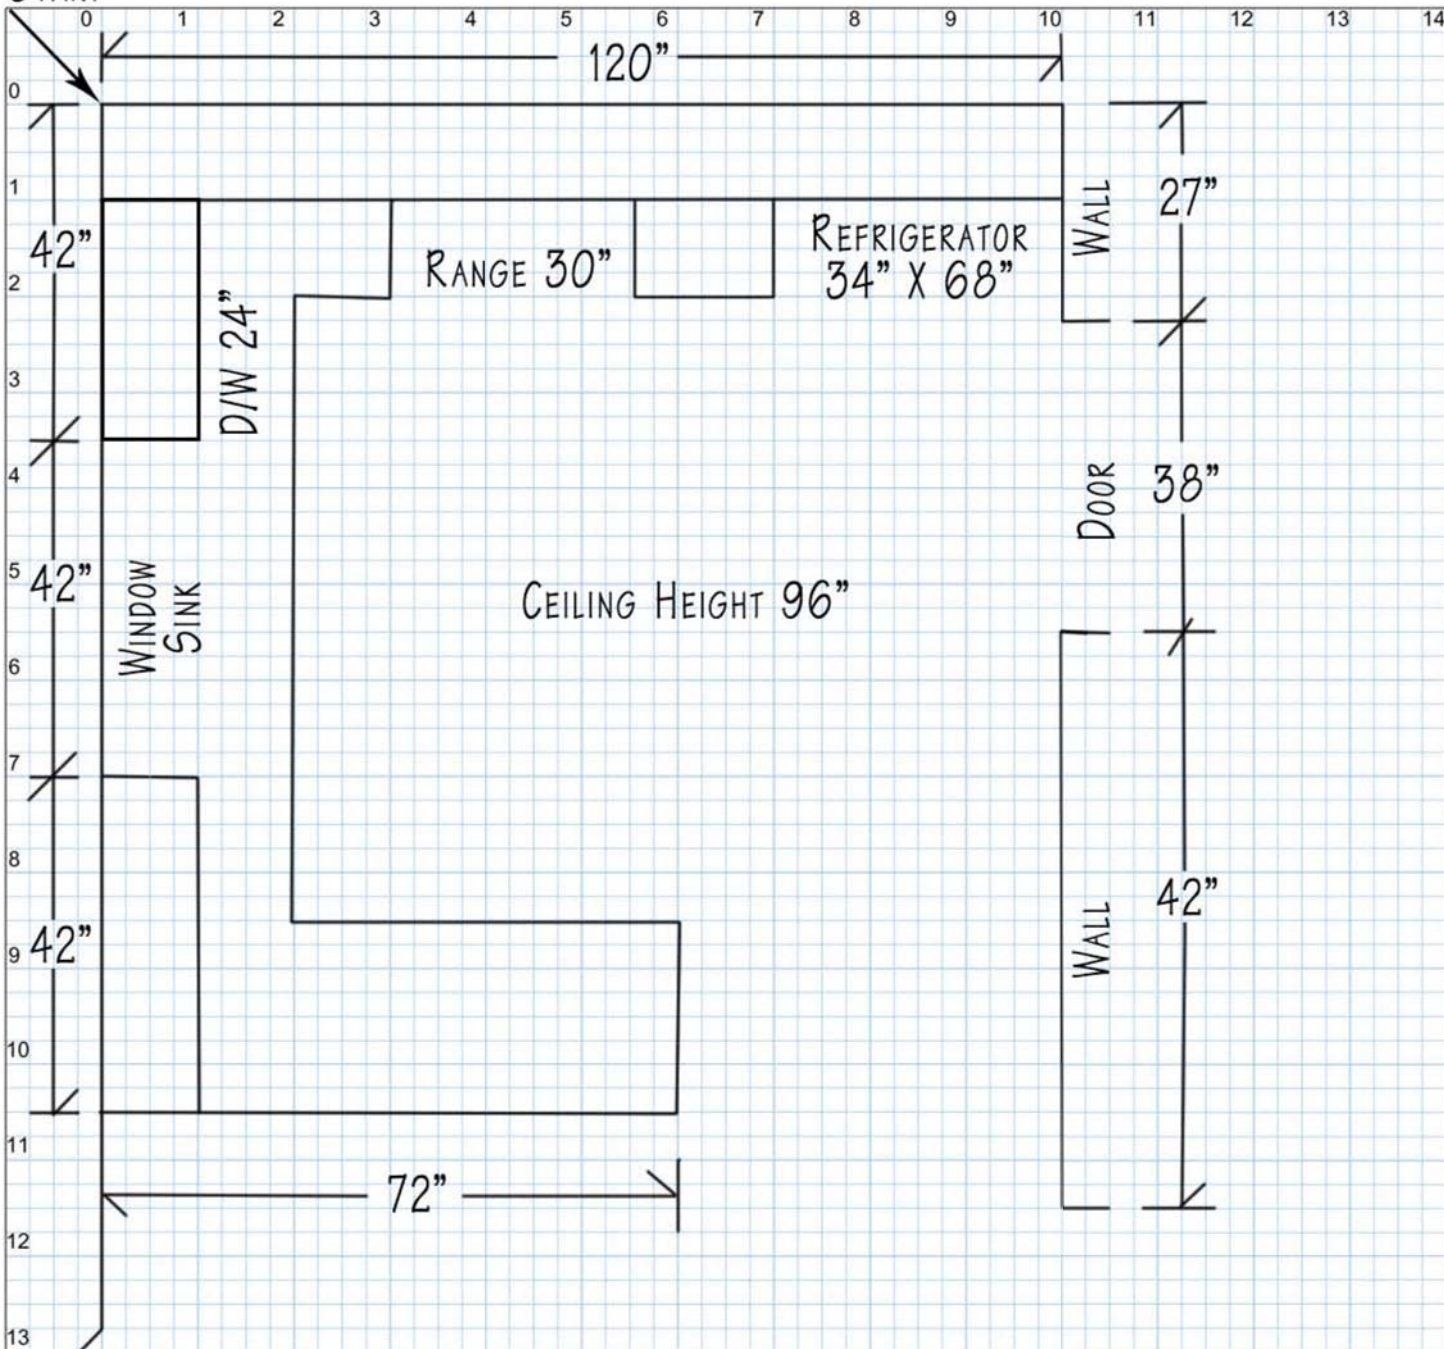 0 1 2 3 4 5 6 7 8 9 10 11 12 13 14
120”
0
1
42”
2
3
4
5
42”
6
7
8
9
42”
10
11
12
13
Range 30”
Refrigerator
34” X 68”
Wall
27”
D/W 24”
Door
38”
Window
Sink
Ceiling Height 96”
Wall
42”
72”